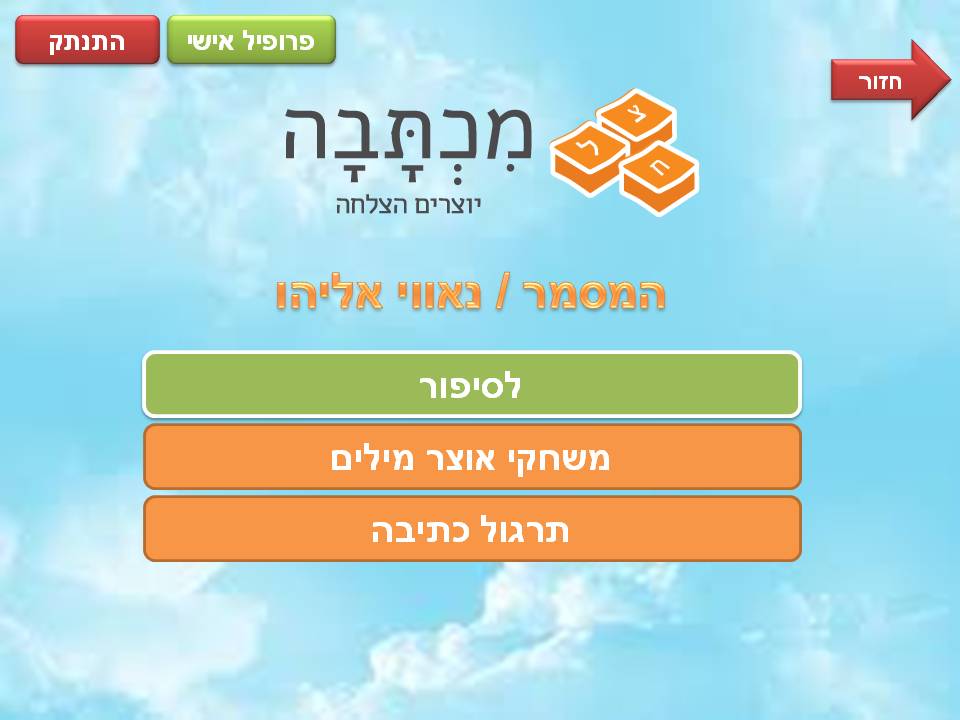 התנתק
פרופיל אישי
חזור
מִכְתָּבָה
צ
ל
ח
יוצרים הצלחה
המסמר / נאווי אליהו
לסיפור
משחקי אוצר מילים
תרגול כתיבה